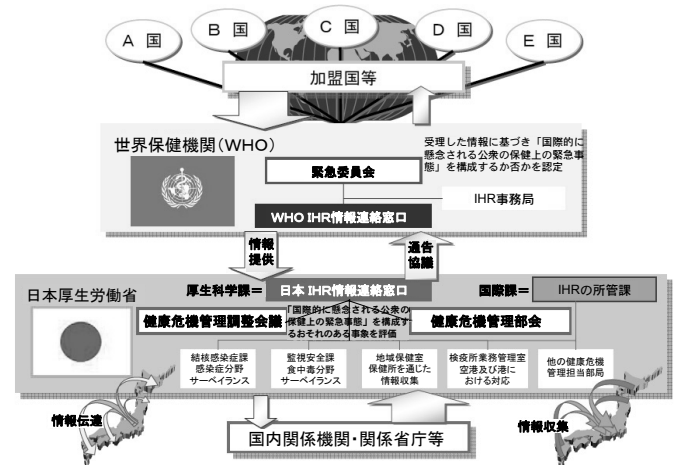 A 国
B 国
C 国
D 国
E 国
加盟国等
世界保健機関(WHO)
受理した情報に基づき「国際的に
懸念される公衆の保健上の緊急事
態」を構成するか否かを認定
緊急委員会
IHR事務局
WHO IHR情報連絡窓口
情報
提供
通告
協議
日本厚生労働省
厚生科学課＝
日本 IHR情報連絡窓口
国際課＝
IHRの所管課
健康危機管理調整会議
「国際的に懸念される公衆の
保健上の緊急事態」を構成す
るおそれのある事象を評価
健康危機管理部会
結核感染症課
感染症分野
サーベイランス
監視安全課
食中毒分野
サーベイランス
地域保健室
保健所を通じた
情報収集
検疫所業務管理室
空港及び港に
おける対応
他の健康危機
管理担当部局
情報伝達
情報収集
国内関係機関・関係省庁等